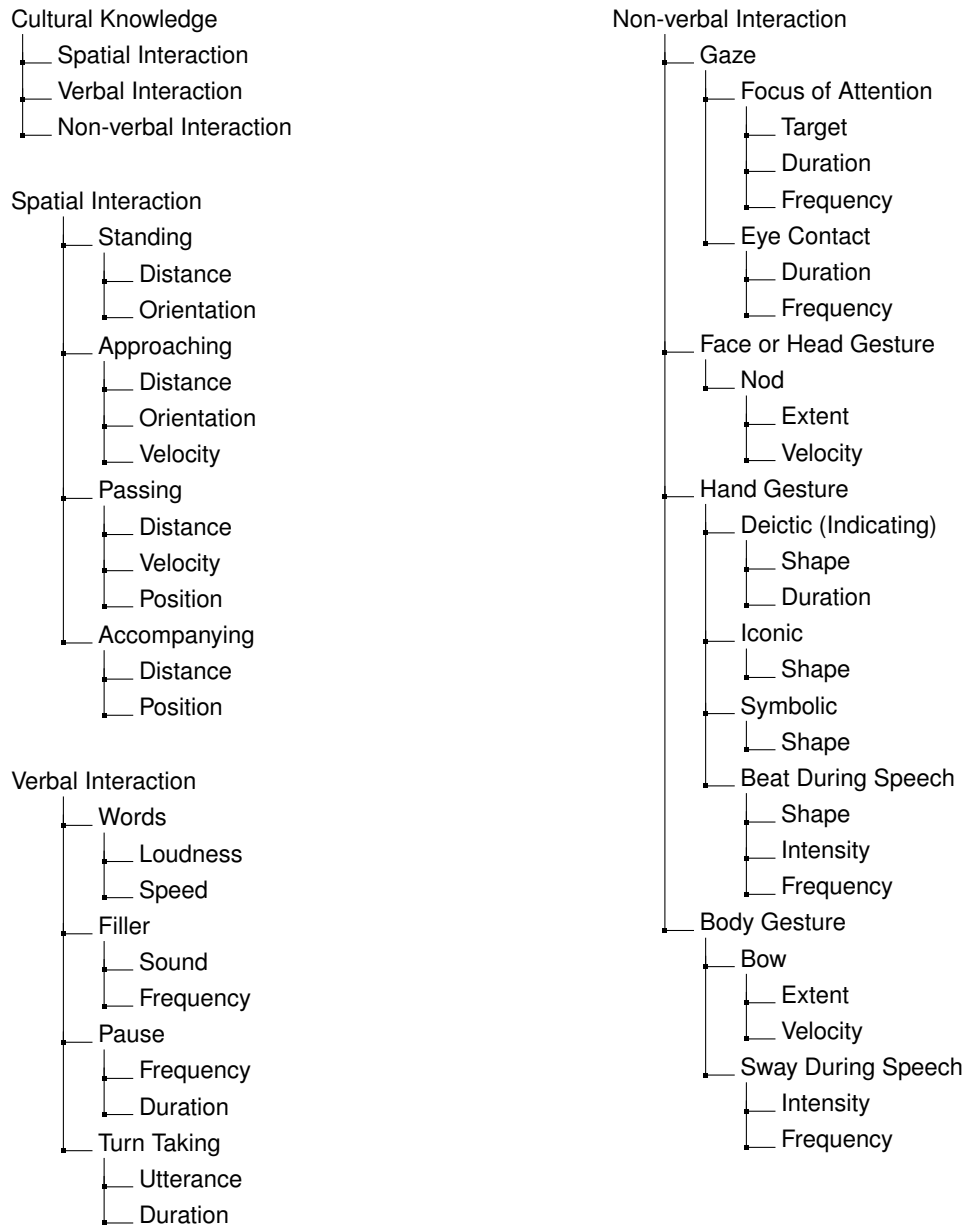 Cultural Knowledge
Spatial Interaction
Verbal Interaction
Non-verbal Interaction
Spatial Interaction
Standing
Distance
Orientation
Approaching
Distance
Orientation
Velocity
Passing
Distance
Velocity
Position
Accompanying
Distance
Position
Verbal Interaction
Words
Loudness
Speed
Filler
Sound
Frequency
Pause
Frequency
Duration
Turn Taking
Utterance
Duration
Non-verbal Interaction
Gaze
Focus of Attention
Target
Duration
Frequency
Eye Contact
Duration
Frequency
Face or Head Gesture
Nod
Extent
Velocity
Hand Gesture
Deictic (Indicating)
Shape
Duration
Iconic
Shape
Symbolic
Shape
Beat During Speech
Shape
Intensity
Frequency
Body Gesture
Bow
Extent
Velocity
Sway During Speech
Intensity
Frequency